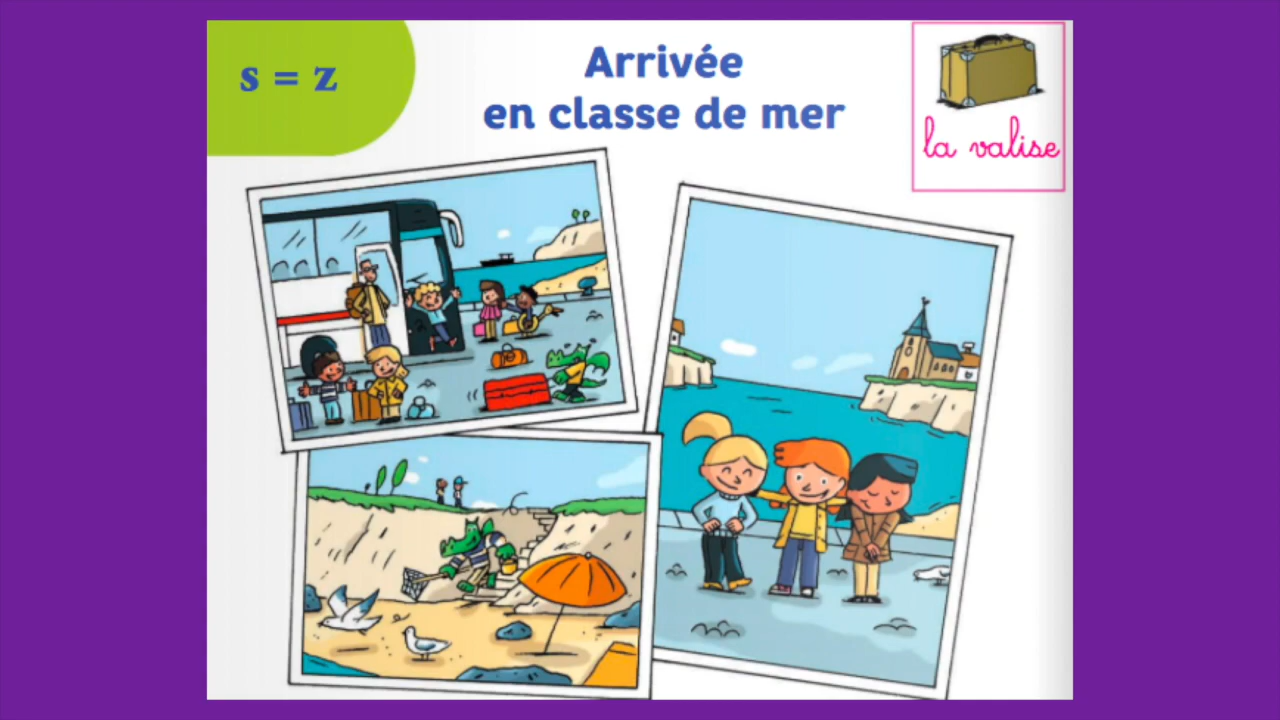 s = z
Arrivée
en classe de mer
la valise